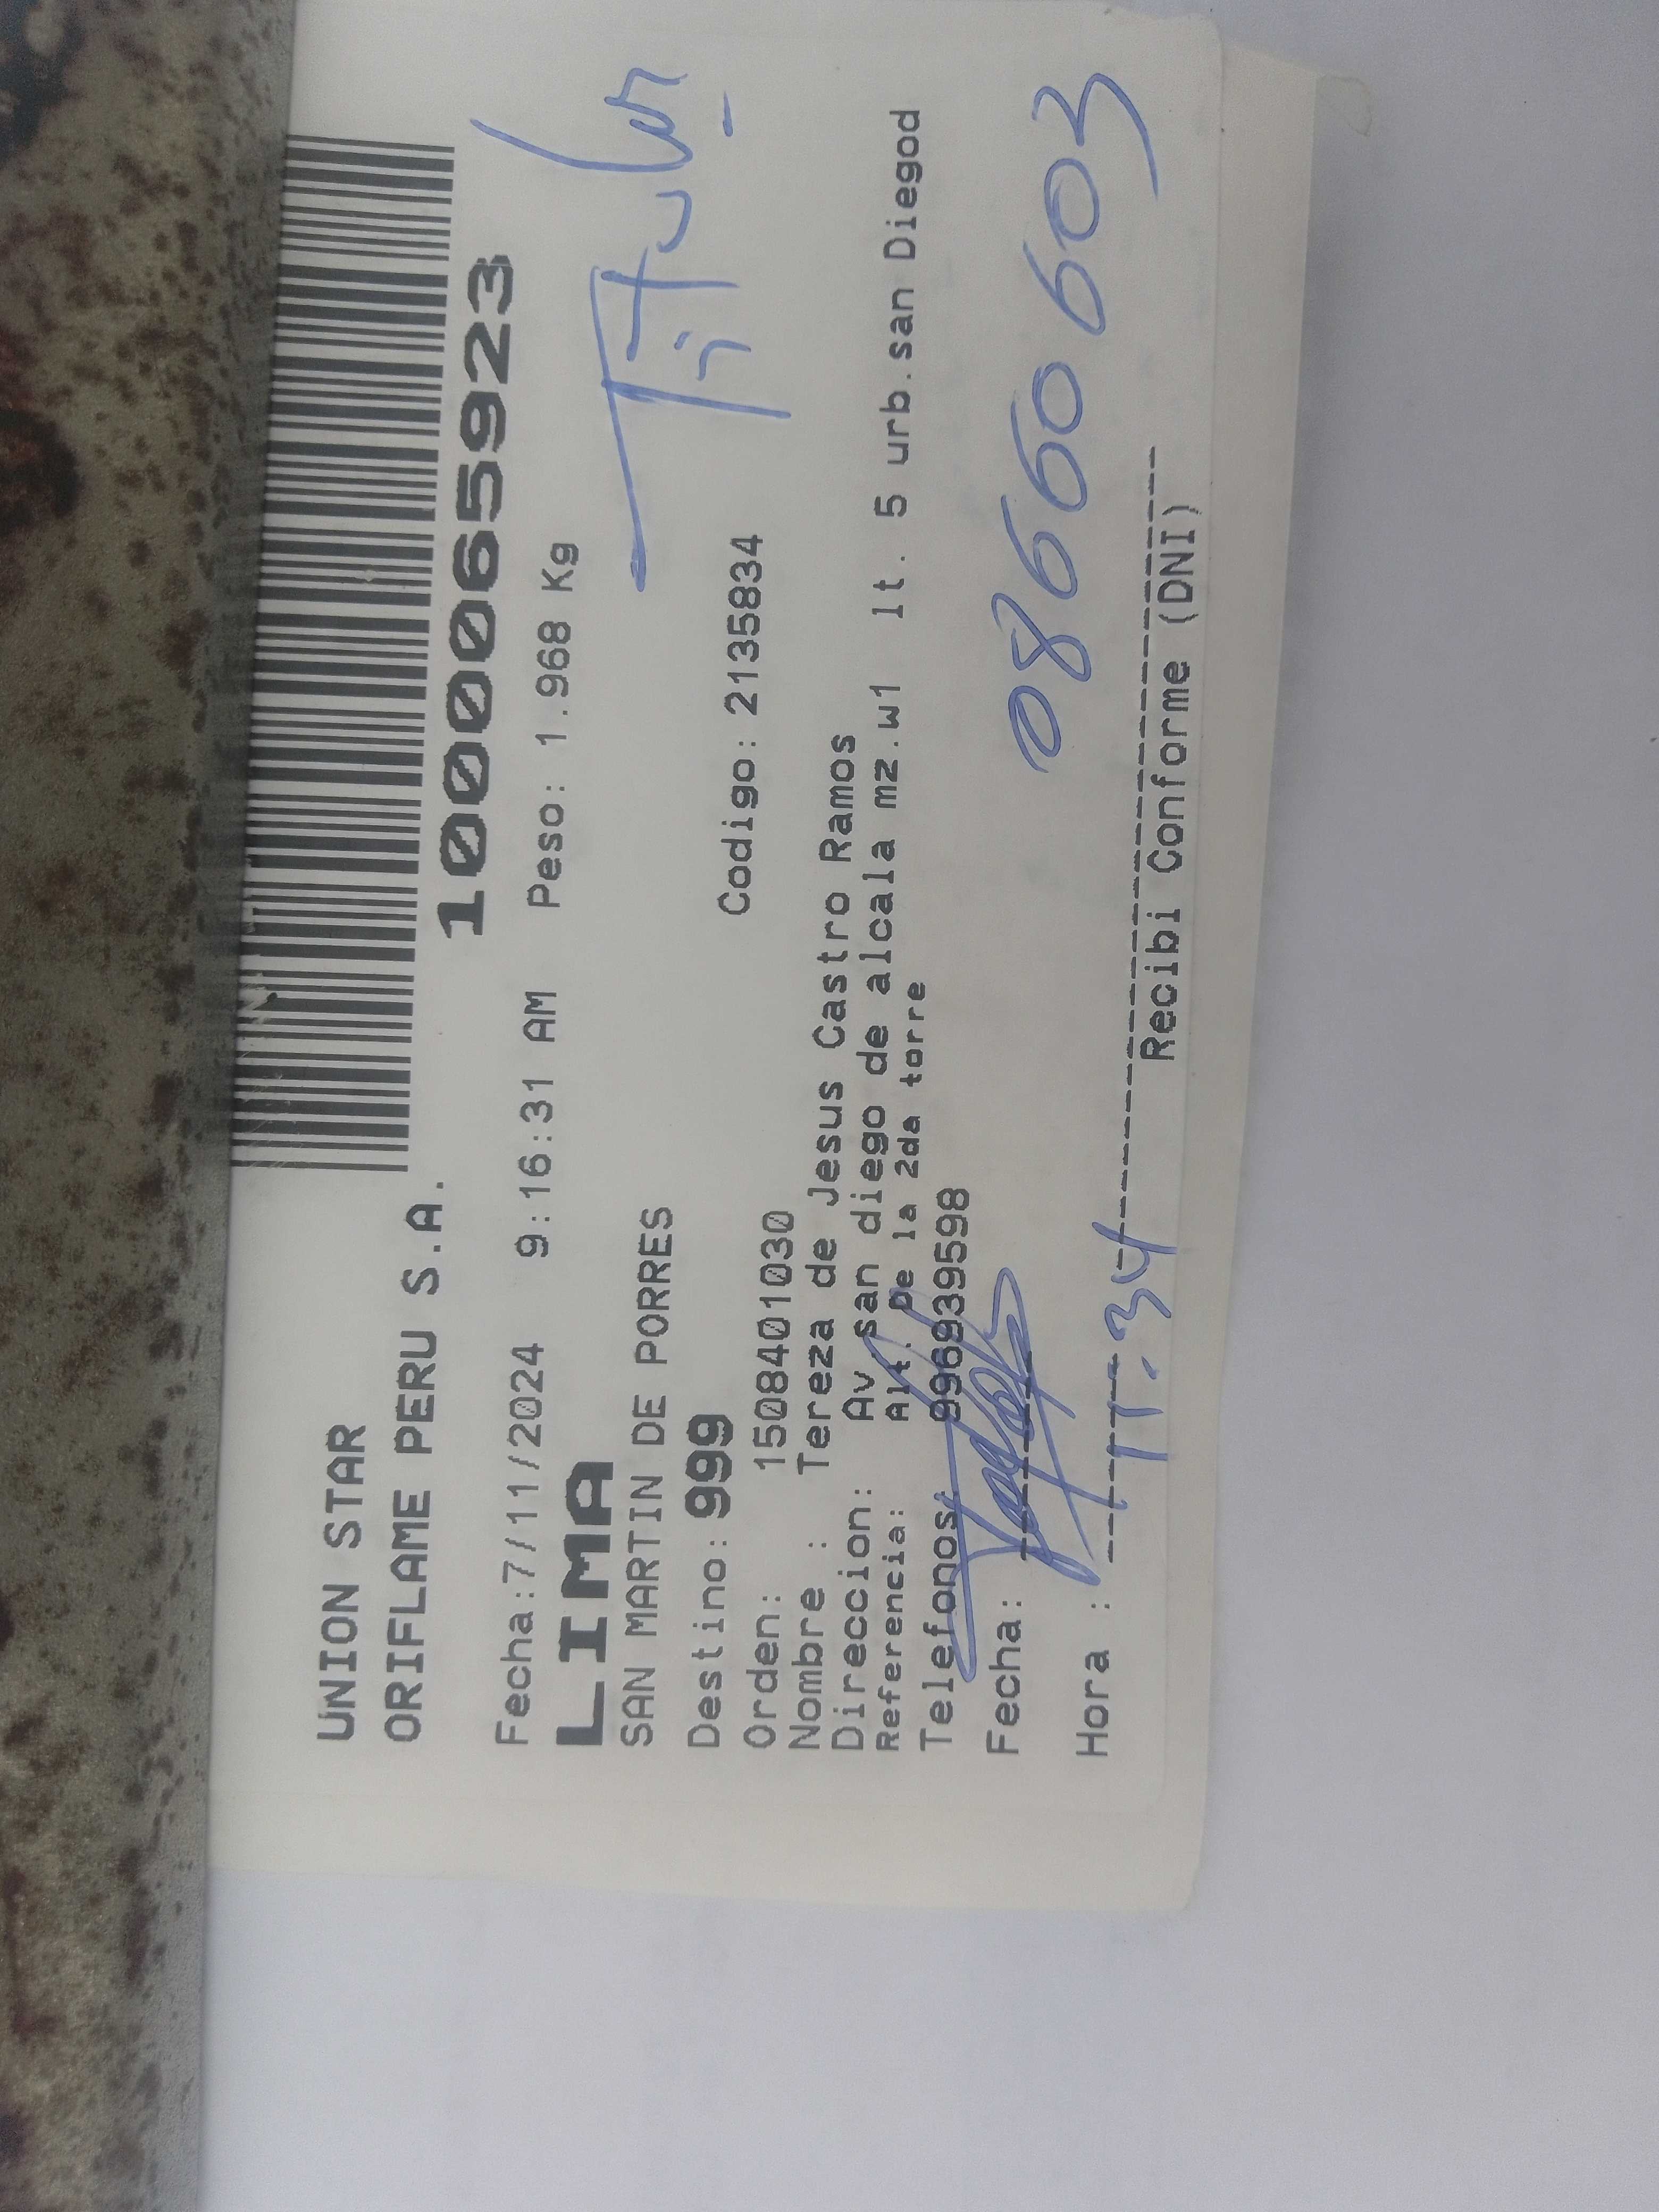 UNION STAR
ORIFLAME PERU S.A.
1000065923
Fecha:7/11/2024 9:16:31 AM Peso: 1.968 Kg
LIMA
SAN MARTIN DE PORRES
Titular
Destino: 999
Codigo: 2135834
Orden: 1508401030
Nombre : Tereza de Jesus Castro Ramos
Direccion: Av san diego de alcala mz.w1 lt. 5 urb.san Diegod
Referencia: Alt. De la 2da torre
Telefonos: 996939598
Fecha:
08660603
Hora : 11:34
Recibi Conforme (DNI)